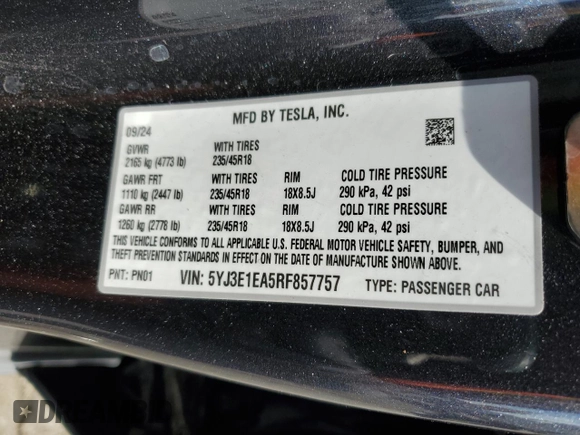 MFD BY TESLA, INC.
09/24
GVWR WITH TIRES
2165 kg (4773 lb) 235/45R18
GAWR FRT WITH TIRES RIM COLD TIRE PRESSURE
1110 kg (2447 lb) 235/45R18 18X8.5J 290 kPa, 42 psi
GAWR RR WITH TIRES RIM COLD TIRE PRESSURE
1260 kg (2778 lb) 235/45R18 18X8.5J 290 kPa, 42 psi
THIS VEHICLE CONFORMS TO ALL APPLICABLE U.S. FEDERAL MOTOR VEHICLE SAFETY, BUMPER, AND
THEFT PREVENTION STANDARDS IN EFFECT ON THE DATE OF MANUFACTURE SHOWN ABOVE.
PNT: PN01 VIN: 5YJ3E1EA5RF857757 TYPE: PASSENGER CAR
DREAMBID